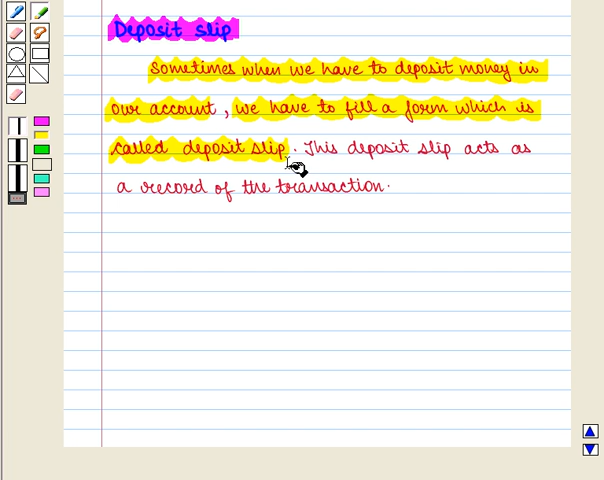 Deposit slip
Sometimes when we have to deposit money in
our account, we have to fill a form which is
called deposit slip. This deposit slip acts as
a record of the transaction.